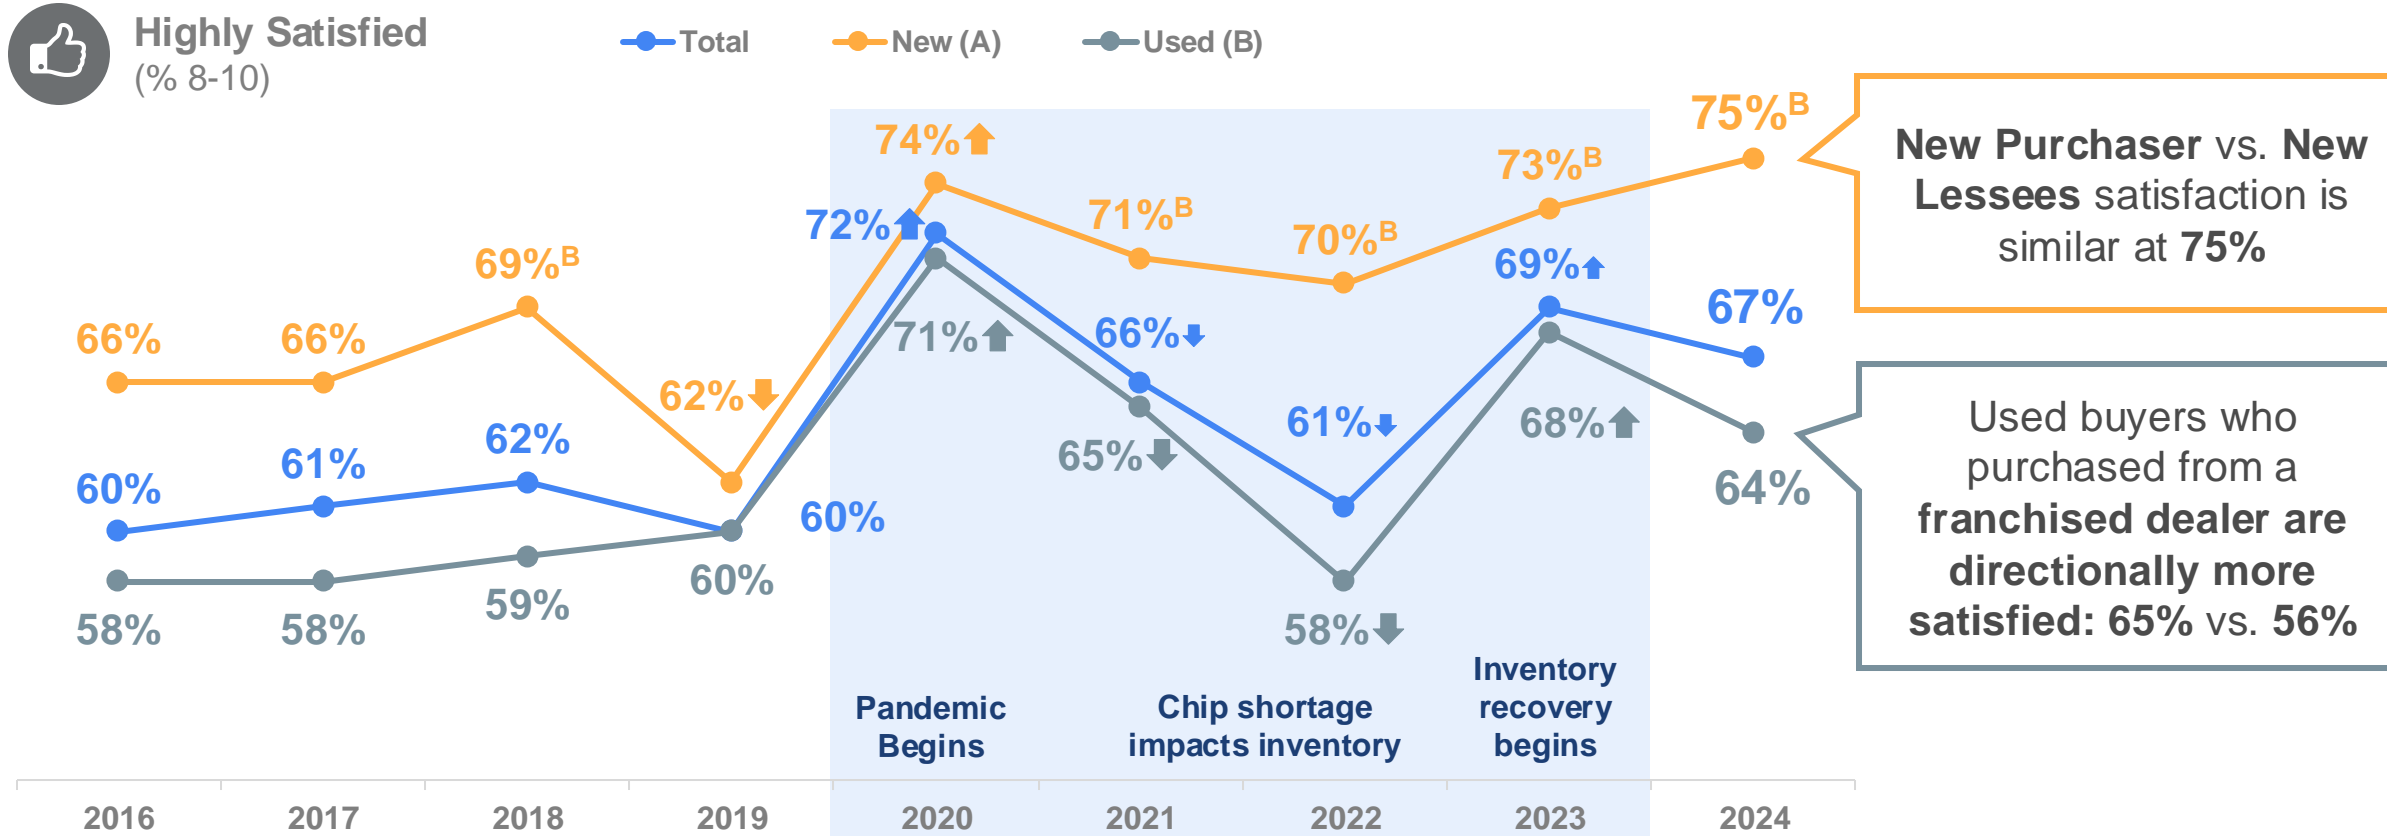 Highly Satisfied
(% 8-10)
Total
New (A)
Used (B)
66%
66%
69%B
62%
74%
71%B
70%B
73%B
75%B
60%
61%
62%
60%
72%
66%
61%
69%
67%
58%
58%
59%
60%
71%
65%
58%
68%
64%
New Purchaser vs. New
Lessees satisfaction is
similar at 75%
Used buyers who
purchased from a
franchised dealer are
directionally more
satisfied: 65% vs. 56%
Pandemic
Begins
Chip shortage
impacts inventory
Inventory
recovery
begins
2016
2017
2018
2019
2020
2021
2022
2023
2024